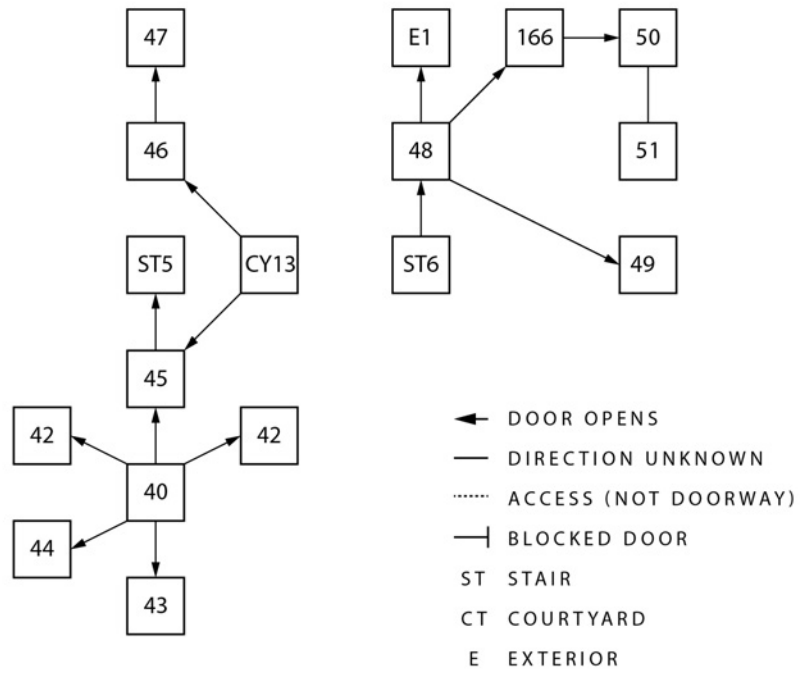 47
E1
166
50
46
48
51
ST5
CY13
ST6
49
45
42
42
40
44
43
DOOR OPENS
DIRECTION UNKNOWN
ACCESS (NOT DOORWAY)
BLOCKED DOOR
ST STAIR
CT COURTYARD
E EXTERIOR